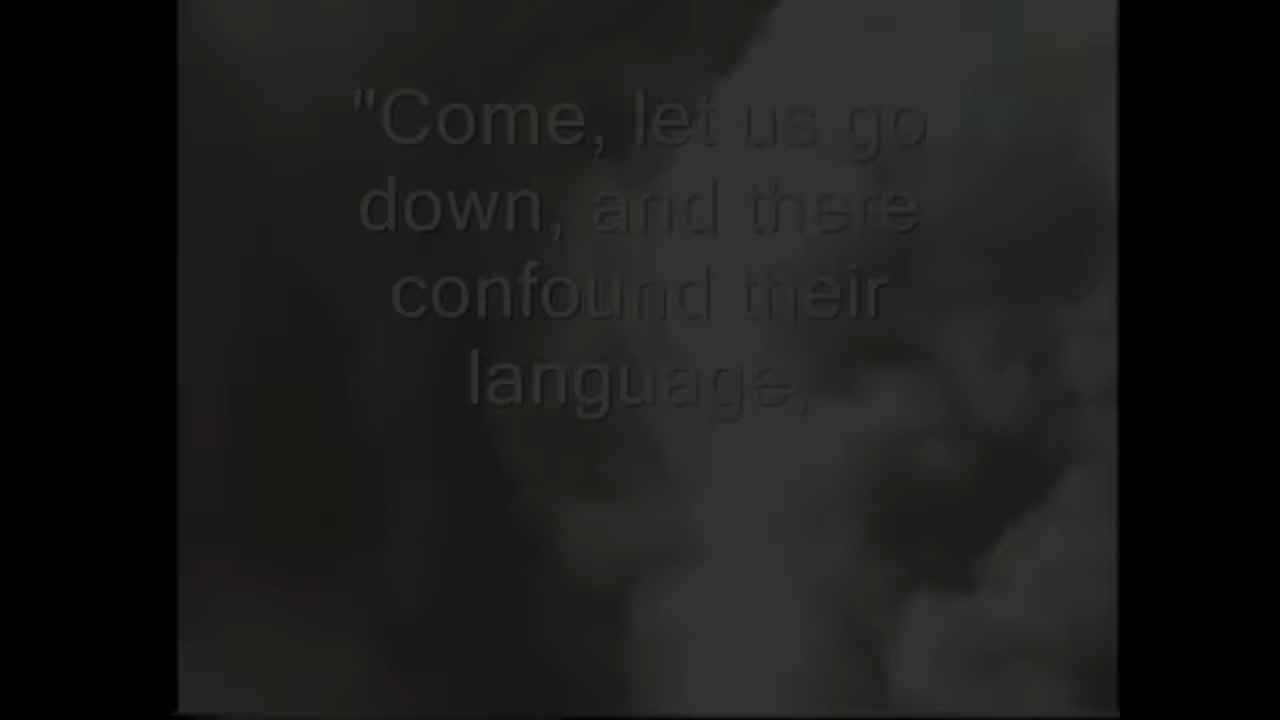 "Come, let us go
down, and there
confound their
language,